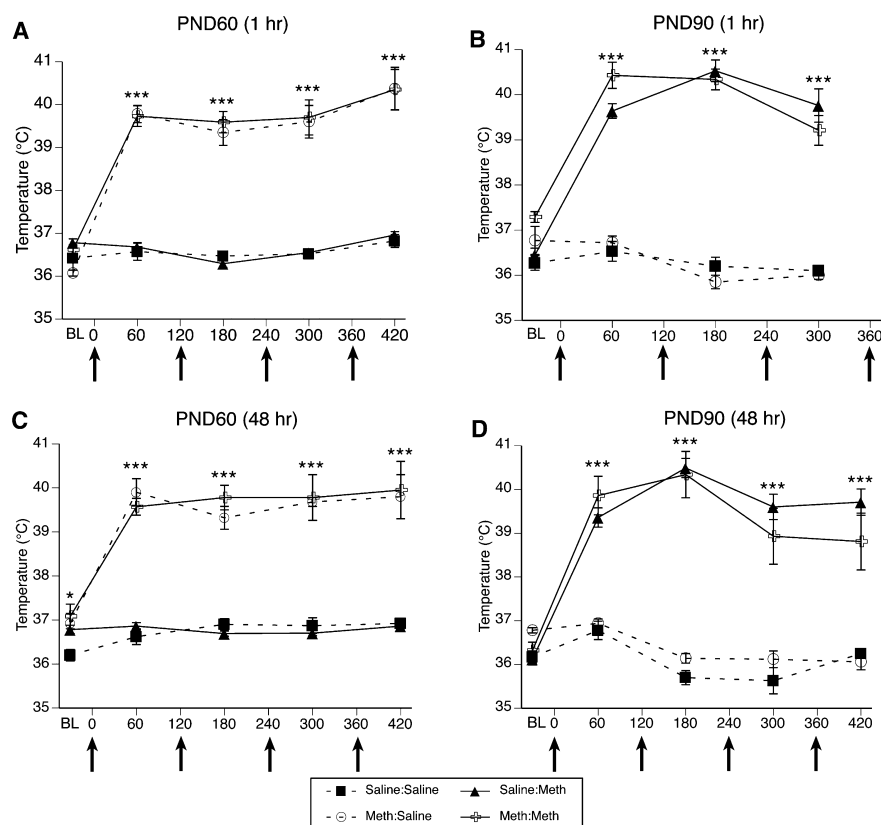 A
PND60 (1 hr)
Temperature (°C)
41
40
39
37
36
35
***
***
***
***
BL 0 60 120 180 240 300 360 420
B
PND90 (1 hr)
Temperature (°C)
41
40
39
37
36
35
***
***
***
BL 0 60 120 180 240 300 360
C
PND60 (48 hr)
Temperature (°C)
41
40
39
38
37
36
35
*
***
***
***
***
BL 0 60 120 180 240 300 360 420
D
PND90 (48 hr)
Temperature (°C)
41
40
39
38
37
36
35
***
***
***
***
BL 0 60 120 180 240 300 360 420
Saline:Saline Saline:Meth
Meth:Saline Meth:Meth